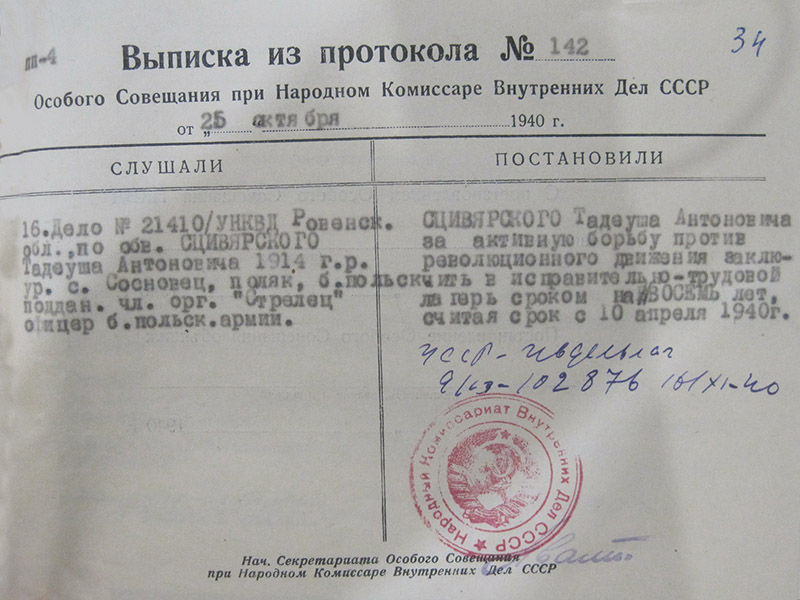 34
Выписка из протокола № 142
Особого Совещания при Народном Комиссаре Внутренних Дел СССР
от „25 октября 1940 г.
СЛУШАЛИ
16.Дело № 21410/УНКВД Ровенск.
обл.,по обв. СЦИВЯРСКОГО
Тадеуша Антоновича 1914 г.р.
ур. с. Сосновец, поляк, б.польск
поддан. чл. орг. "Стрелец"
офицер б.польск.армии.
ПОСТАНОВИЛИ
СЦИВЯРСКОГО Тадеуша Антоновича
за активную борьбу против
революционного движения заклю-
чить в исправительно-трудовой
лагерь сроком на ВОСЕМЬ лет,
считая срок с 10 апреля 1940г.
Ивдельлаг
102876
Народный Комиссариат Внутренних Дел СССР
Нач. Секретариата Особого Совещания
при Народном Комиссаре Внутренних Дел СССР